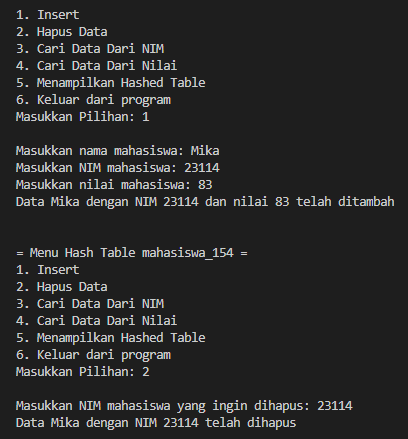 1. Insert
2. Hapus Data
3. Cari Data Dari NIM
4. Cari Data Dari Nilai
5. Menampilkan Hashed Table
6. Keluar dari program
Masukkan Pilihan: 1
Masukkan nama mahasiswa: Mika
Masukkan NIM mahasiswa: 23114
Masukkan nilai mahasiswa: 83
Data Mika dengan NIM 23114 dan nilai 83 telah ditambah
= Menu Hash Table mahasiswa_154 =
1. Insert
2. Hapus Data
3. Cari Data Dari NIM
4. Cari Data Dari Nilai
5. Menampilkan Hashed Table
6. Keluar dari program
Masukkan Pilihan: 2
Masukkan NIM mahasiswa yang ingin dihapus: 23114
Data Mika dengan NIM 23114 telah dihapus